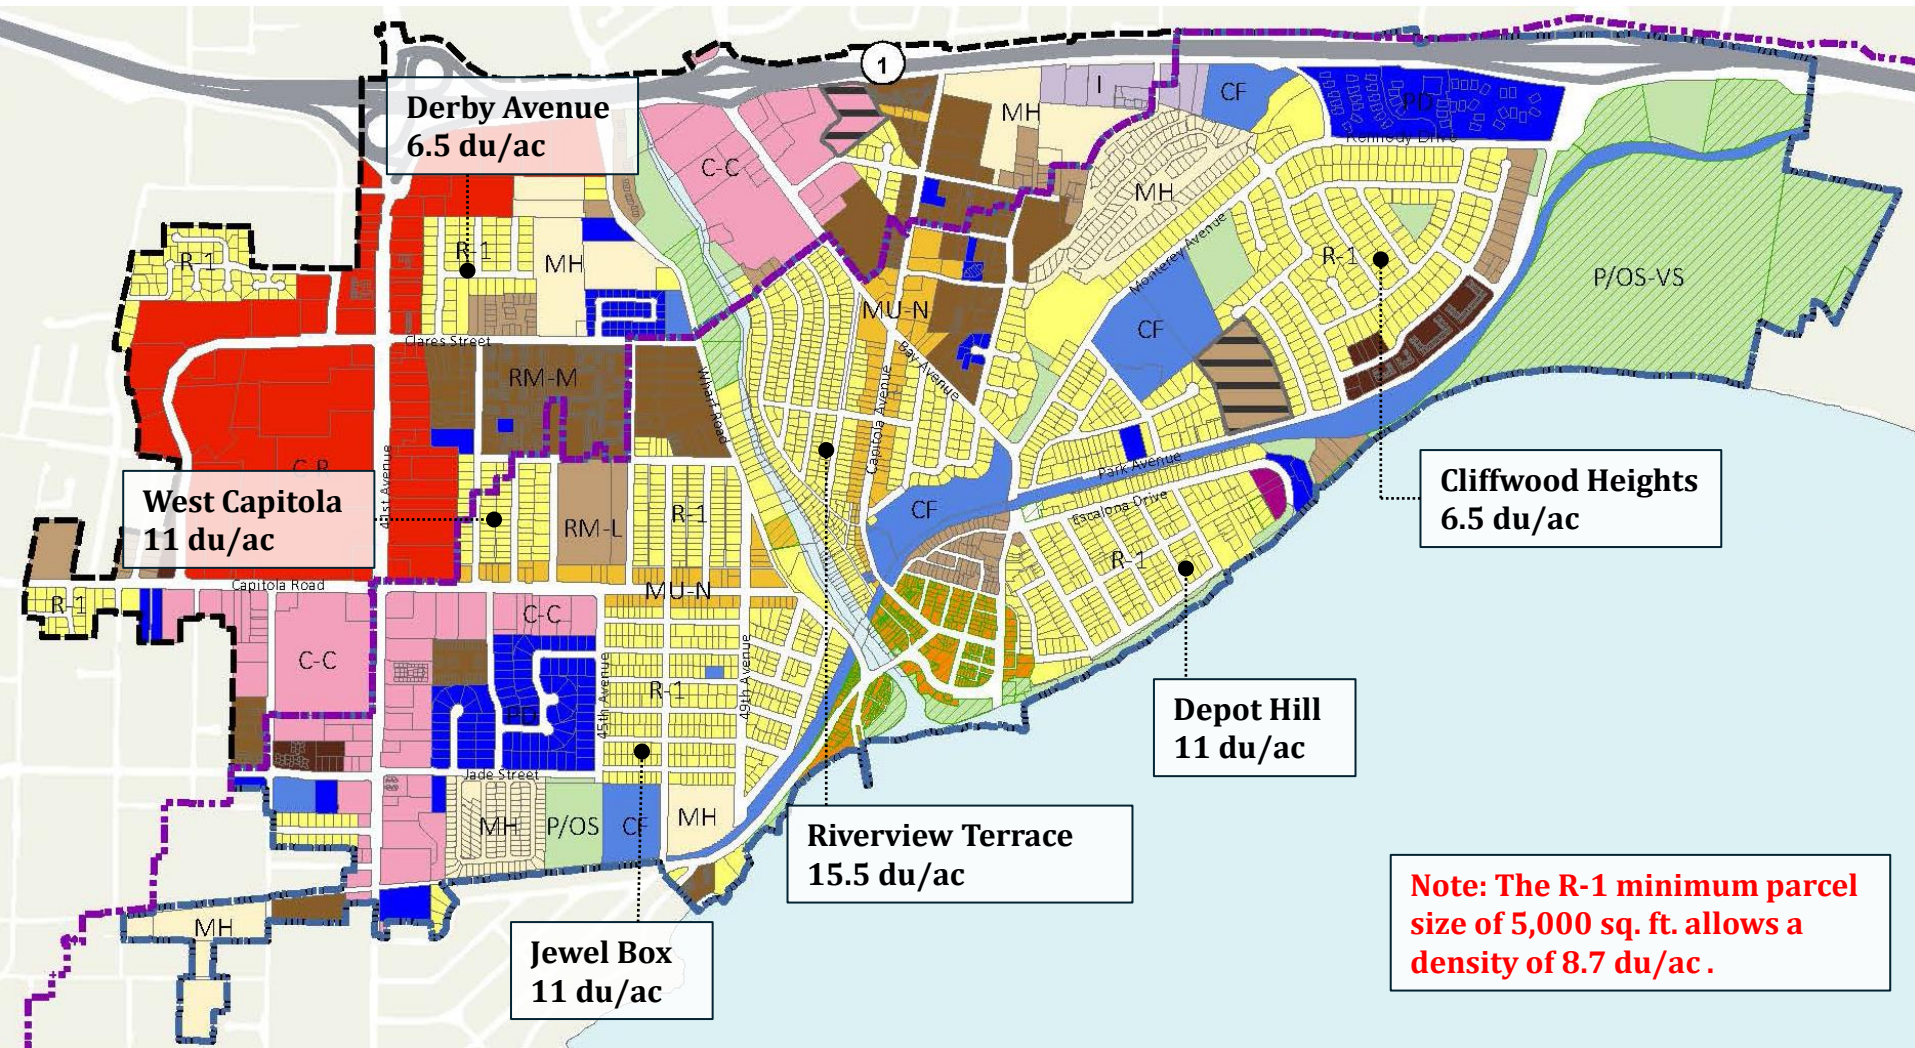 1
Derby Avenue
6.5 du/ac
MH
I
CF
PD
Kennedy Drive
C-C
MH
R-1
R-1
MH
Monterey Avenue
R-1
P/OS-VS
MU-N
CF
Clares Street
RM-M
Wharf Road
Bay Avenue
Capitola Avenue
C-R
41st Avenue
Park Avenue
West Capitola
11 du/ac
Cliffwood Heights
6.5 du/ac
RM-L
R-1
CF
Escalona Drive
R-1
Capitola Road
R-1
MU-N
C-C
C-C
R-1
45th Avenue
49th Avenue
PD
Depot Hill
11 du/ac
Jade Street
MH
P/OS
CF
MH
Riverview Terrace
15.5 du/ac
MH
Jewel Box
11 du/ac
Note: The R-1 minimum parcel
size of 5,000 sq. ft. allows a
density of 8.7 du/ac .